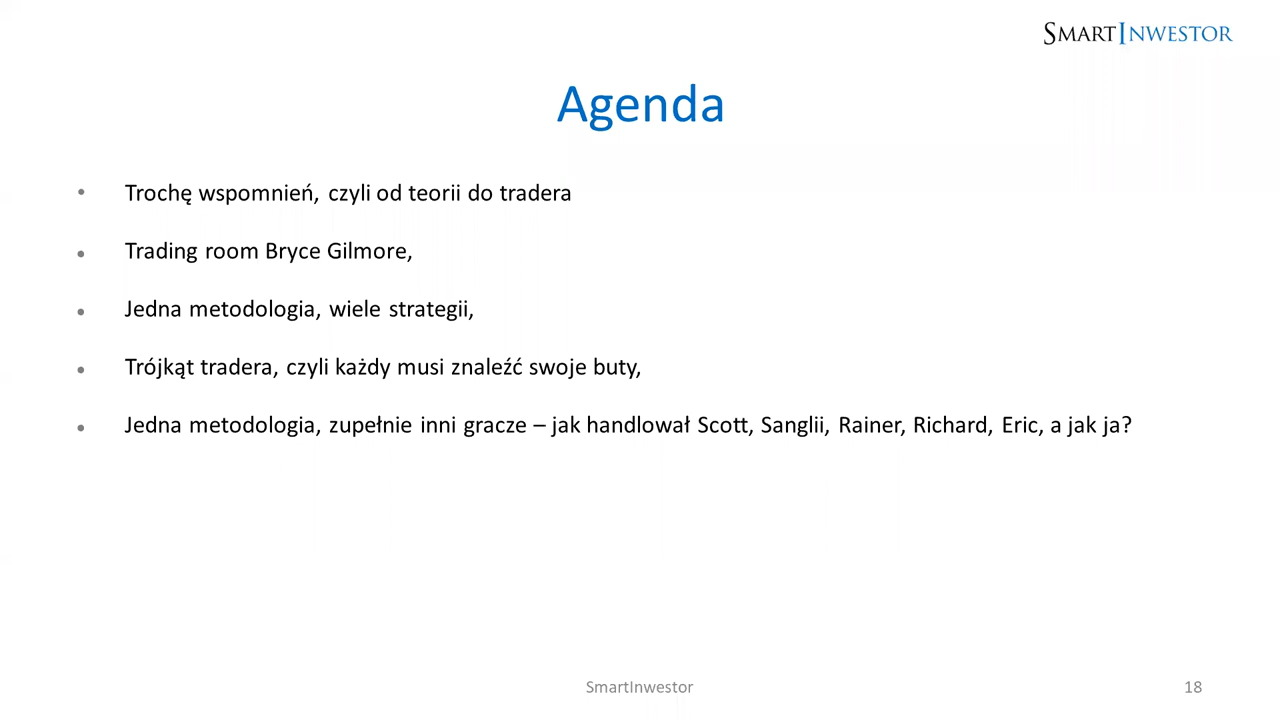 SMARTINWESTOR
Agenda
• Trochę wspomnień, czyli od teorii do tradera
• Trading room Bryce Gilmore,
• Jedna metodologia, wiele strategii,
• Trójkąt tradera, czyli każdy musi znaleźć swoje buty,
• Jedna metodologia, zupełnie inni gracze – jak handlował Scott, Sanglii, Rainer, Richard, Eric, a jak ja?
SmartInwestor
18